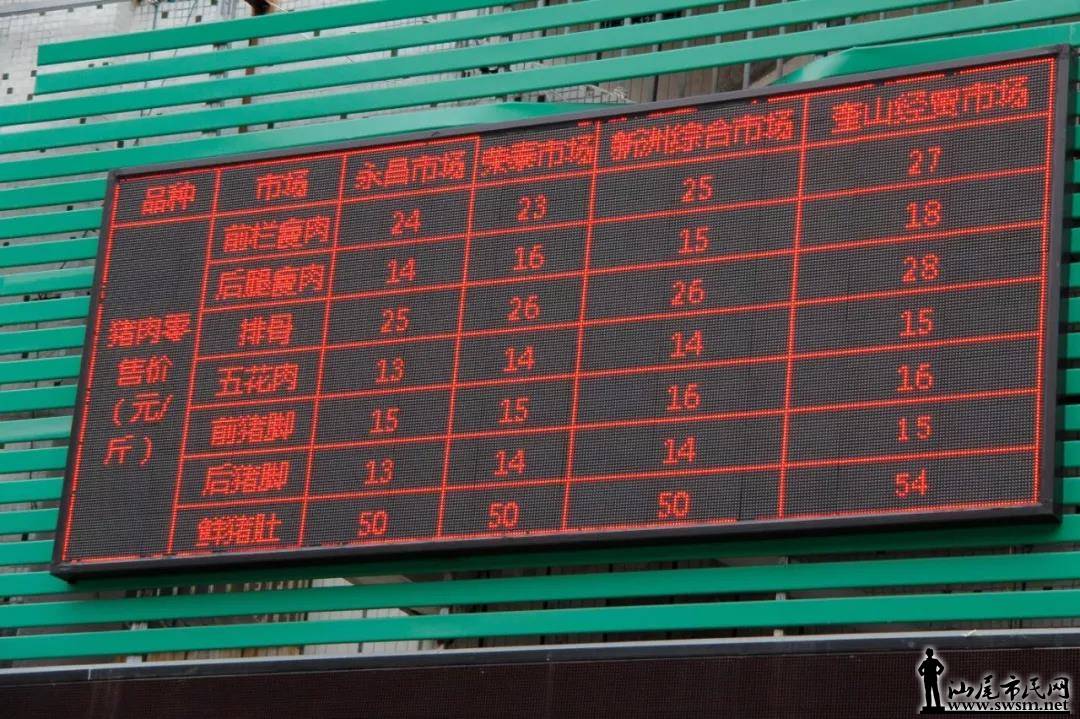 品种 市场 永昌市场 荣泰市场 新洲综合市场 奎山经贸市场
猪肉零
售价
(元/
斤)
前栏食肉 24 23 25 27
后腿食肉 14 16 15 18
排骨 25 26 26 28
五花肉 13 14 14 15
前猪脚 15 15 16 16
后猪脚 13 14 14 15
鲜猪肚 50 50 50 54
汕尾市民网
www.swsm.net